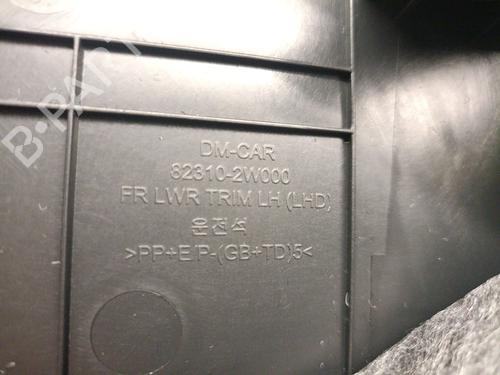 B-PARTS
DM-CAR
82310-2W000
FR LWR TRIM LH (LHD)
운전석
>PP+E/P-(GB+TD)5<